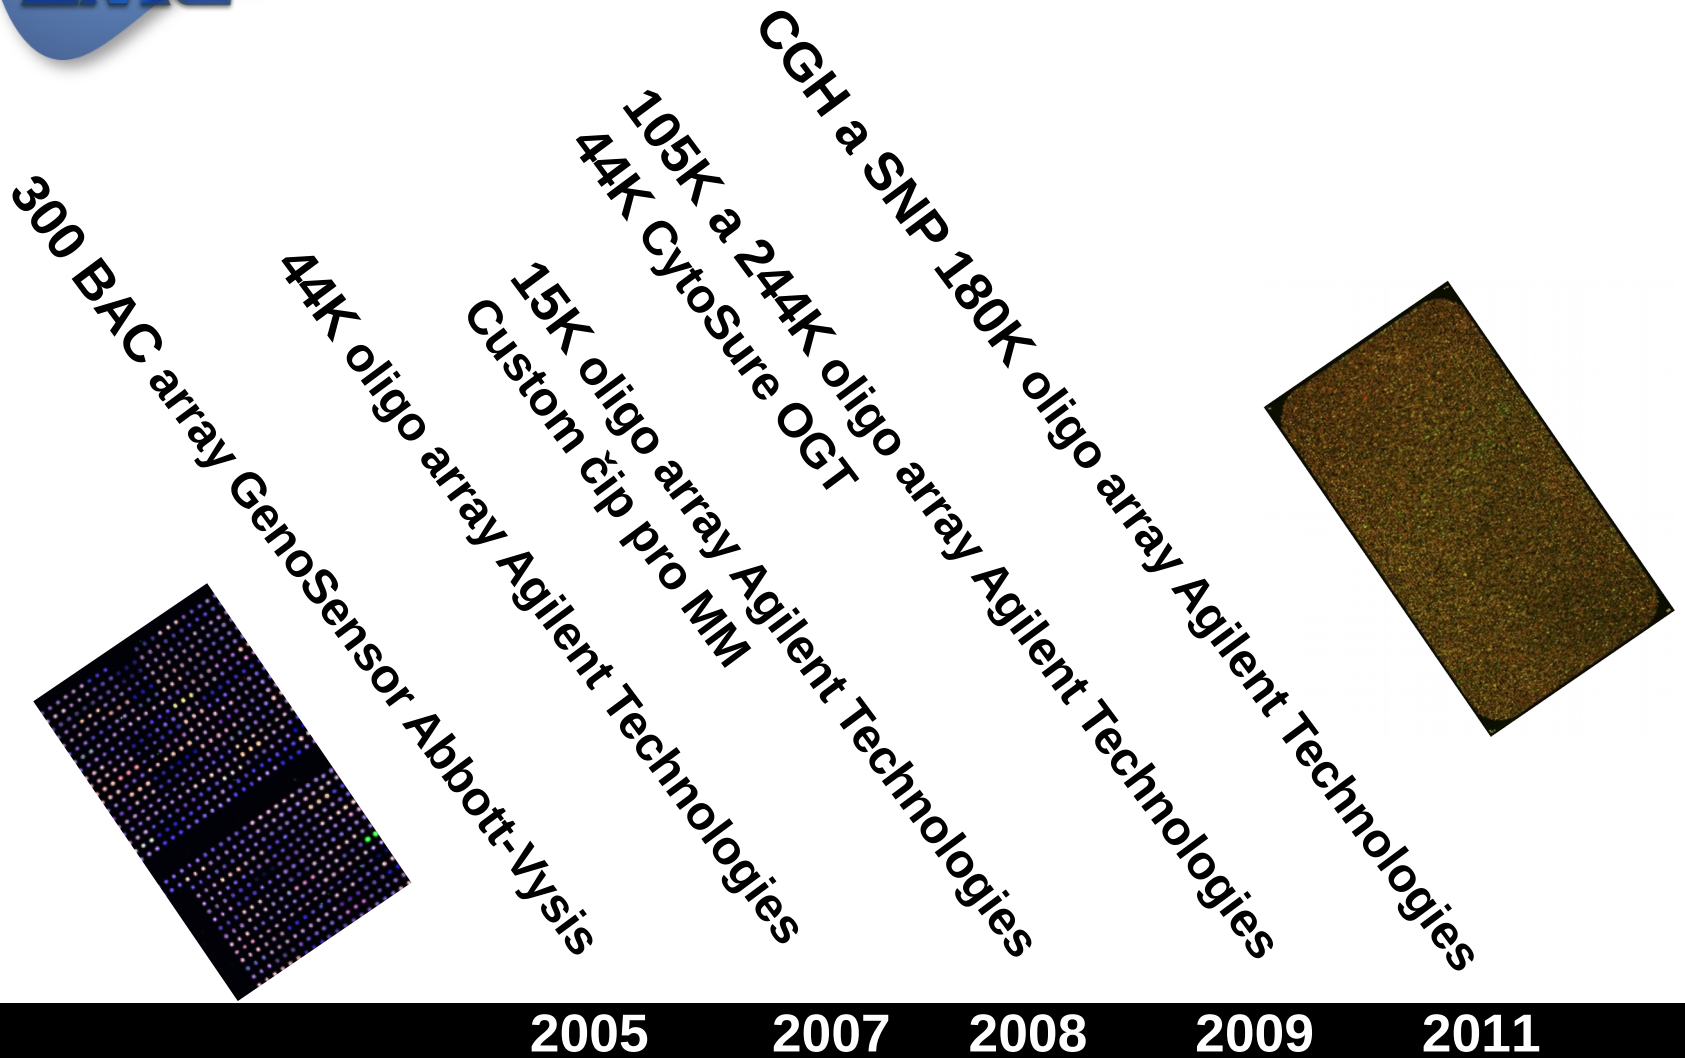 300 BAC array GenoSensor Abbott-Vysis
44K oligo array Agilent Technologies
15K oligo array Agilent Technologies
Custom čip pro MM
105K a 244K oligo array Agilent Technologies
44K CytoSure OGT
CGH a SNP 180K oligo array Agilent Technologies
2005 2007 2008 2009 2011